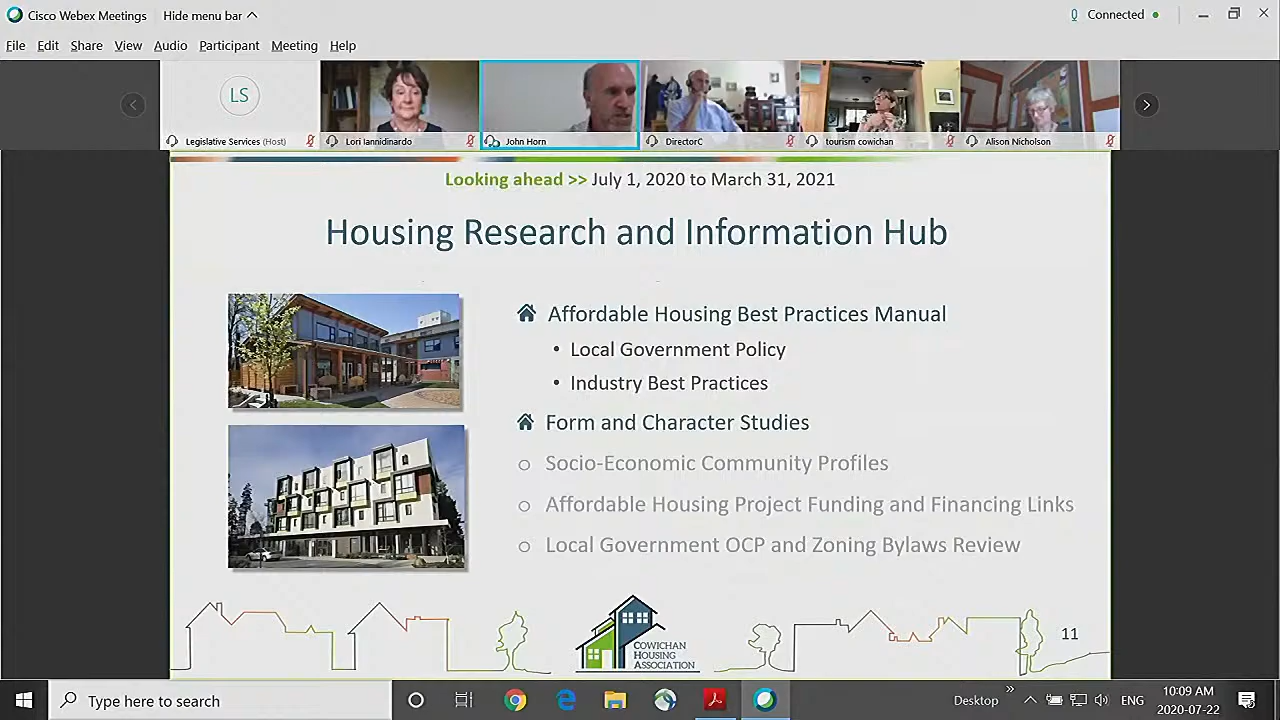 Cisco Webex Meetings
Hide menu bar
Connected
File Edit Share View Audio Participant Meeting Help
LS
Legislative Services (Host)
Lori Iannidinardo
John Horn
DirectorC
tourism cowichan
Alison Nicholson
Looking ahead >> July 1, 2020 to March 31, 2021
Housing Research and Information Hub
Affordable Housing Best Practices Manual
• Local Government Policy
• Industry Best Practices
Form and Character Studies
o Socio-Economic Community Profiles
o Affordable Housing Project Funding and Financing Links
o Local Government OCP and Zoning Bylaws Review
COWICHAN
HOUSING
ASSOCIATION
11
Type here to search
Desktop
ENG
10:09 AM
2020-07-22